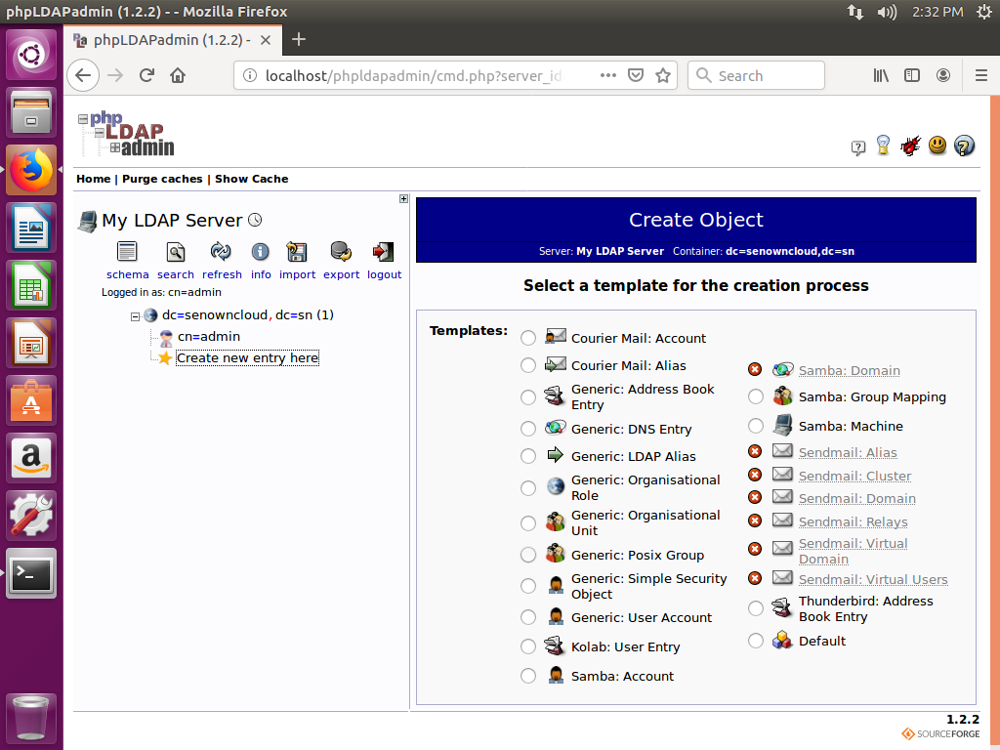 phpLDAPadmin (1.2.2) - - Mozilla Firefox
2:32 PM
phpLDAPadmin (1.2.2) -
localhost/phpldapadmin/cmd.php?server_id
Search
php
LDAP
admin
Home | Purge caches | Show Cache
My LDAP Server
schema search refresh info import export logout
Logged in as: cn=admin
dc=senowncloud,dc=sn (1)
cn=admin
Create new entry here
Create Object
Server: My LDAP Server Container: dc=senowncloud,dc=sn
Select a template for the creation process
Templates:
Courier Mail: Account
Courier Mail: Alias
Generic: Address Book
Entry
Generic: DNS Entry
Generic: LDAP Alias
Generic: Organisational
Role
Generic: Organisational
Unit
Generic: Posix Group
Generic: Simple Security
Object
Generic: User Account
Kolab: User Entry
Samba: Account
Samba: Domain
Samba: Group Mapping
Samba: Machine
Sendmail: Alias
Sendmail: Cluster
Sendmail: Domain
Sendmail: Relays
Sendmail: Virtual
Domain
Sendmail: Virtual Users
Thunderbird: Address
Book Entry
Default
1.2.2
SOURCEFORGE